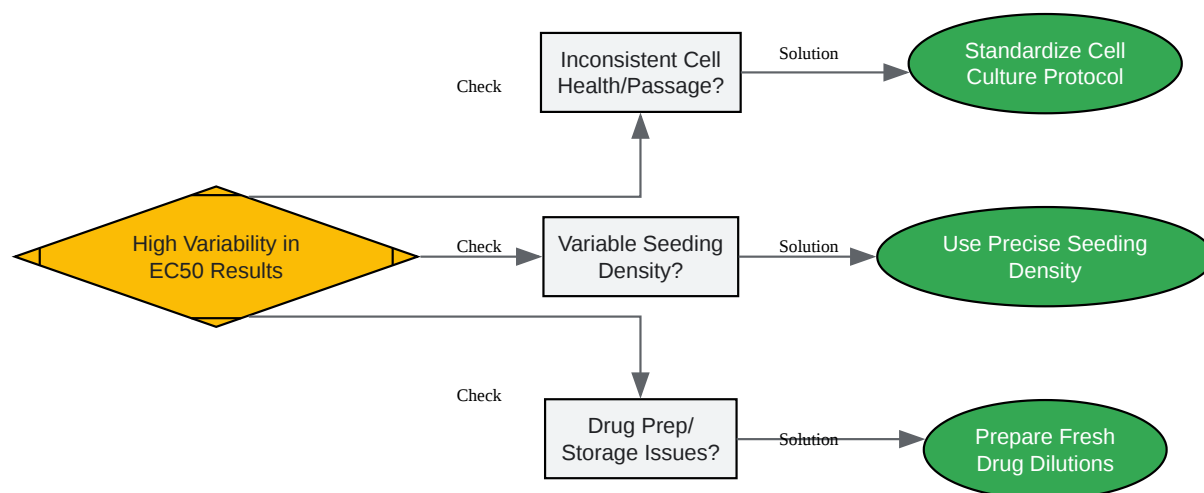 Inconsistent Cell
Health/Passage?
Check
Solution
Standardize Cell
Culture Protocol
High Variability in
EC50 Results
Check
Variable Seeding
Density?
Solution
Use Precise Seeding
Density
Check
Drug Prep/
Storage Issues?
Solution
Prepare Fresh
Drug Dilutions